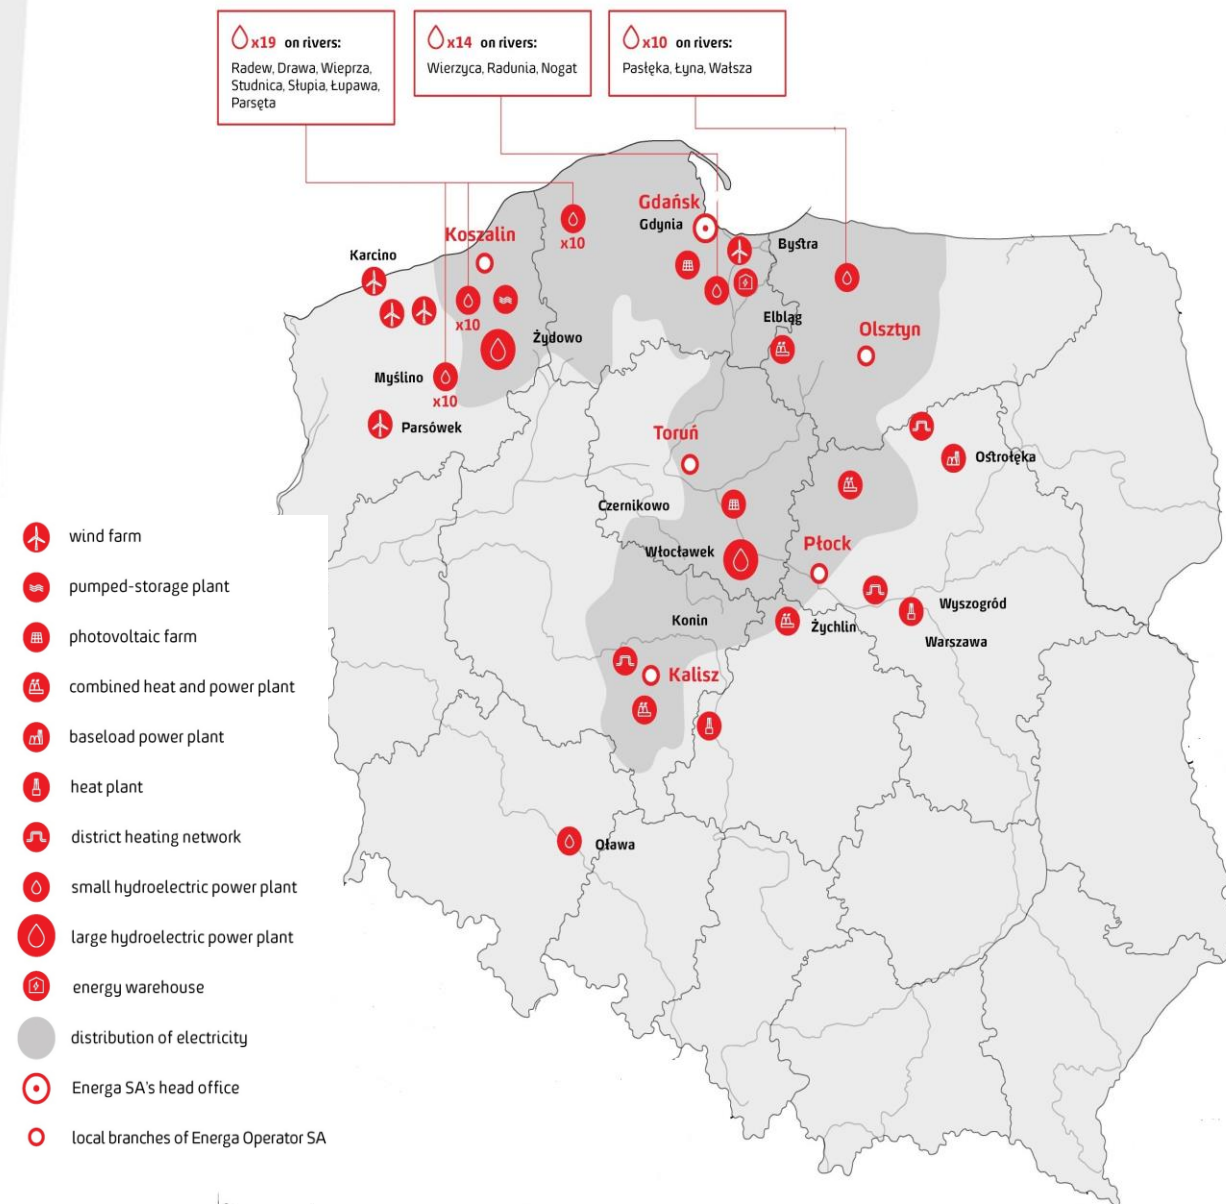 x19 on rivers:
Radew, Drawa, Wieprza,
Studnica, Słupia, Łupawa,
Parsęta
x14 on rivers:
Wierzyca, Radunia, Nogat
x10 on rivers:
Pasłęka, Łyna, Wałsza
Gdańsk
Gdynia
Koszalin
x10
Bystra
Karcino
x10
Elbląg
Olsztyn
Żydowo
Myślino
x10
Parsówek
Toruń
Ostrołęka
Czernikowo
Włocławek
Płock
Wyszogród
Konin
Żychlin
Warszawa
Kalisz
Oława
wind farm
pumped-storage plant
photovoltaic farm
combined heat and power plant
baseload power plant
heat plant
district heating network
small hydroelectric power plant
large hydroelectric power plant
energy warehouse
distribution of electricity
Energa SA's head office
local branches of Energa Operator SA